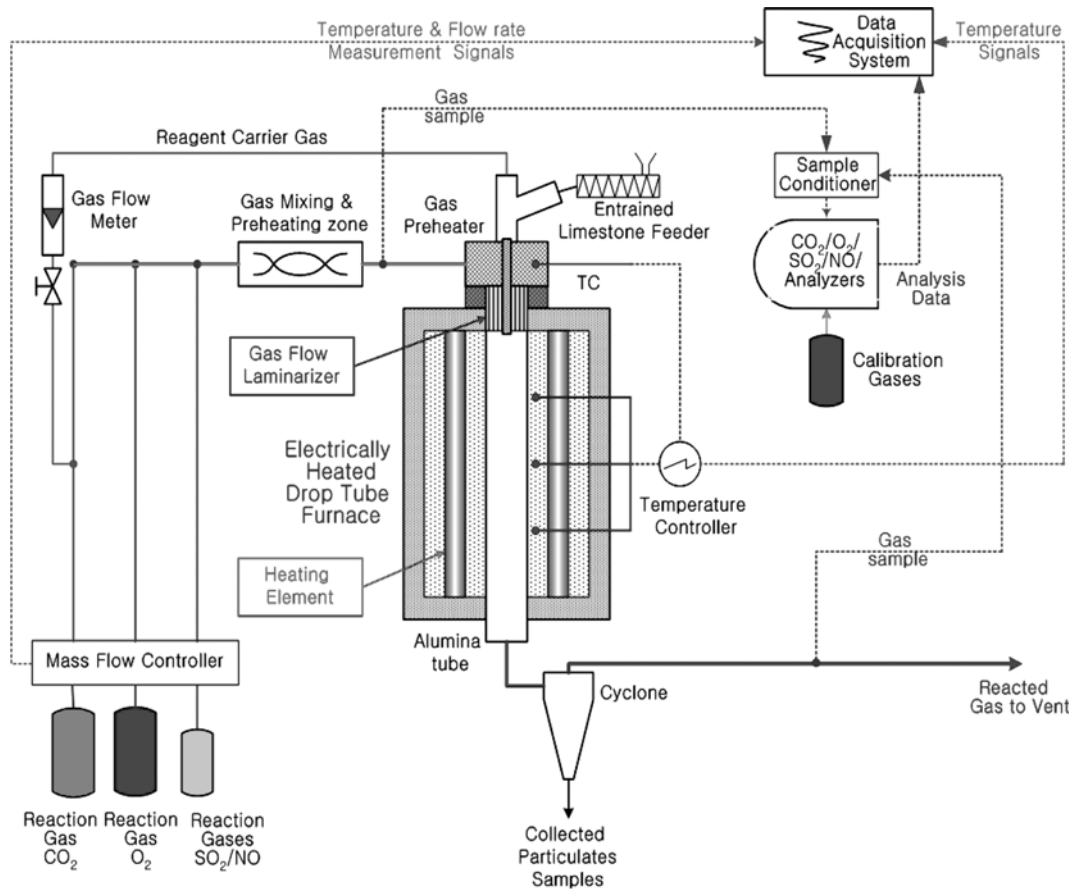 Temperature & Flow rate
Measurement Signals
Data
Acquisition
System
Temperature
Signals
Gas
sample
Reagent Carrier Gas
Sample
Conditioner
Gas Flow
Meter
Gas Mixing &
Preheating zone
Gas
Preheater
Entrained
Limestone Feeder
CO₂/O₂/
SO₂/NO/
Analyzers
TC
Analysis
Data
Gas Flow
Laminarizer
Calibration
Gases
Electrically
Heated
Drop Tube
Furnace
Temperature
Controller
Gas
sample
Heating
Element
Alumina
tube
Mass Flow Controller
Cyclone
Reacted
Gas to Vent
Reaction
Gas
CO₂
Reaction
Gas
O₂
Reaction
Gases
SO₂/NO
Collected
Particulates
Samples